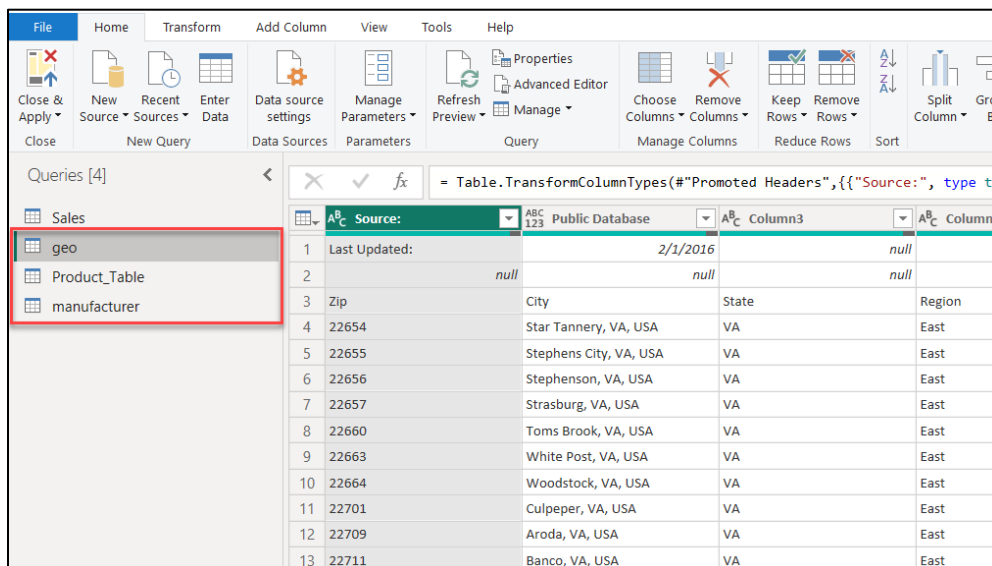 File Home Transform Add Column View Tools Help
Close & Apply
New Source
Recent Sources
Enter Data
Data source settings
Manage Parameters
Refresh Preview
Properties
Advanced Editor
Manage
Choose Columns
Remove Columns
Keep Rows
Remove Rows
Split Column
Close New Query Data Sources Parameters Query Manage Columns Reduce Rows Sort
Queries [4]
Sales
geo
Product_Table
manufacturer
fx = Table.TransformColumnTypes(#"Promoted Headers",{{"Source:", type t
ABC Source: ABC 123 Public Database ABC Column3 ABC Column
1 Last Updated: 2/1/2016 null
2 null null null
3 Zip City State Region
4 22654 Star Tannery, VA, USA VA East
5 22655 Stephens City, VA, USA VA East
6 22656 Stephenson, VA, USA VA East
7 22657 Strasburg, VA, USA VA East
8 22660 Toms Brook, VA, USA VA East
9 22663 White Post, VA, USA VA East
10 22664 Woodstock, VA, USA VA East
11 22701 Culpeper, VA, USA VA East
12 22709 Aroda, VA, USA VA East
13 22711 Banco, VA, USA VA East